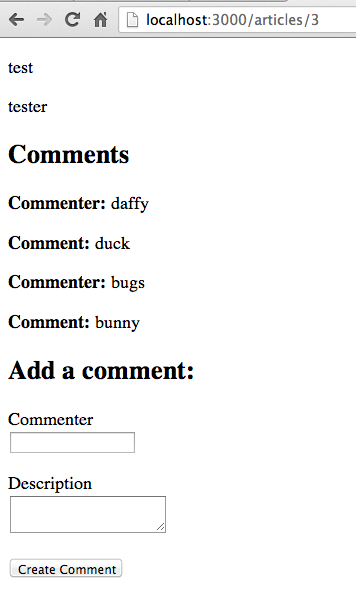 localhost:3000/articles/3
test
tester
Comments
Commenter: daffy
Comment: duck
Commenter: bugs
Comment: bunny
Add a comment:
Commenter
Description
Create Comment